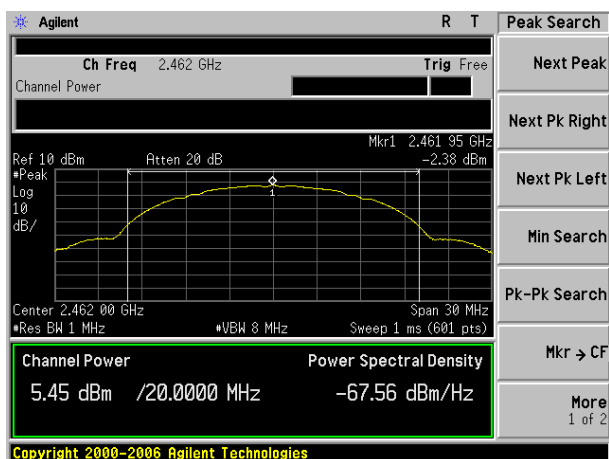 Agilent R T
Peak Search
Ch Freq 2.462 GHz Trig Free
Channel Power
Mkr1 2.461 95 GHz
Ref 10 dBm Atten 20 dB -2.38 dBm
#Peak
Log
10
dB/
1
Center 2.462 00 GHz Span 30 MHz
#Res BW 1 MHz #VBW 8 MHz Sweep 1 ms (601 pts)
Channel Power Power Spectral Density
5.45 dBm /20.0000 MHz -67.56 dBm/Hz
Copyright 2000-2006 Agilent Technologies
Next Peak
Next Pk Right
Next Pk Left
Min Search
Pk-Pk Search
Mkr → CF
More
1 of 2